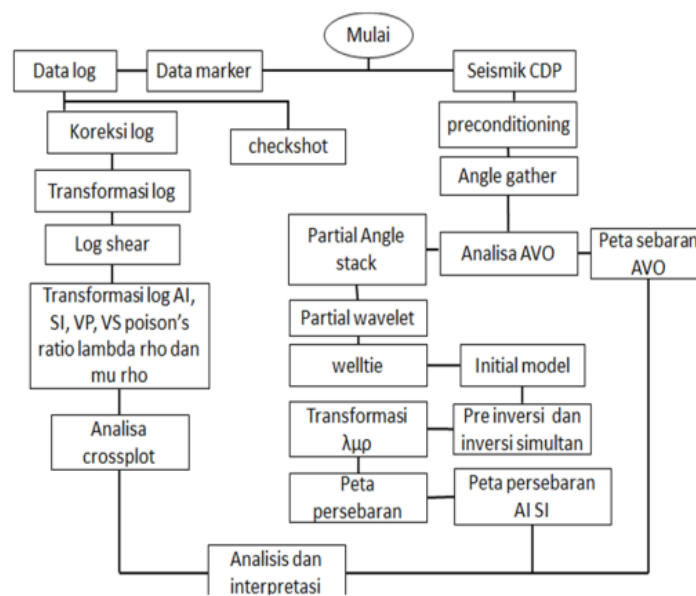 Mulai
Data log
Data marker
Seismik CDP
Koreksi log
checkshot
preconditioning
Transformasi log
Angle gather
Log shear
Partial Angle
stack
Analisa AVO
Peta sebaran
AVO
Transformasi log AI,
SI, VP, VS poison's
ratio lambda rho dan
mu rho
Partial wavelet
welltie
Initial model
Analisa
crossplot
Transformasi
λμρ
Pre inversi dan
inversi simultan
Peta
persebaran
Peta persebaran
AI SI
Analisis dan
interpretasi